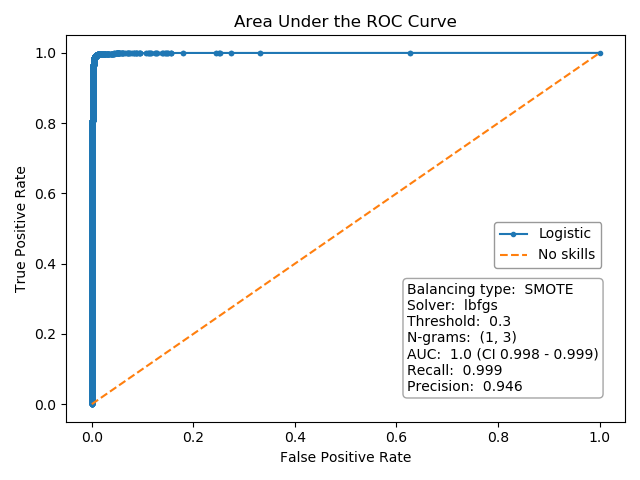 Area Under the ROC Curve
True Positive Rate
1.0
0.8
0.6
0.4
0.2
0.0
Logistic
No skills
Balancing type:  SMOTE
Solver:  lbfgs
Threshold:  0.3
N-grams:  (1, 3)
AUC:  1.0 (CI 0.998 - 0.999)
Recall:  0.999
Precision:  0.946
0.0 0.2 0.4 0.6 0.8 1.0
False Positive Rate